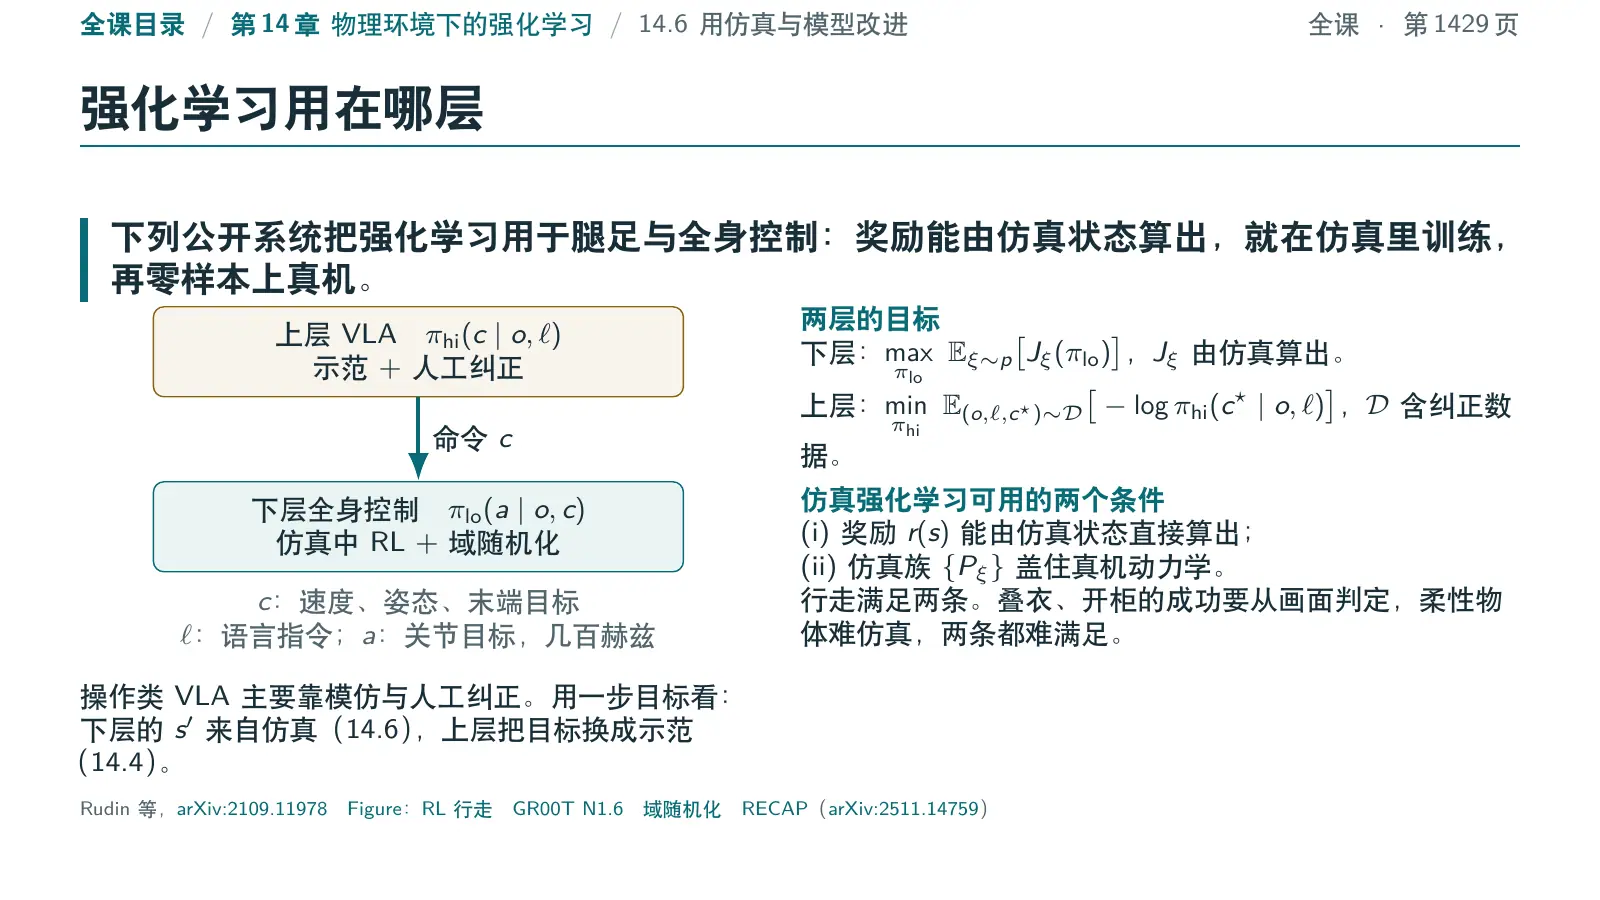 全课目录 / 第 14 章 物理环境下的强化学习 / 14.6 用仿真与模型改进
全课 · 第 1429 页
强化学习用在哪层
下列公开系统把强化学习用于腿足与全身控制：奖励能由仿真状态算出，就在仿真里训练，
再零样本上真机。
上层 VLA π_hi(c | o, ℓ)
示范 + 人工纠正
命令 c
下层全身控制 π_lo(a | o, c)
仿真中 RL + 域随机化
c：速度、姿态、末端目标
ℓ：语言指令；a：关节目标，几百赫兹
操作类 VLA 主要靠模仿与人工纠正。用一步目标看：
下层的 s′ 来自仿真（14.6），上层把目标换成示范
（14.4）。
两层的目标
下层：max_{π_lo} 𝔼_{ξ∼p}[J_ξ(π_lo)]，J_ξ 由仿真算出。
上层：min_{π_hi} 𝔼_{(o,ℓ,c⋆)∼𝒟}[ − log π_hi(c⋆ | o, ℓ)]，𝒟 含纠正数
据。
仿真强化学习可用的两个条件
(i) 奖励 r(s) 能由仿真状态直接算出；
(ii) 仿真族 {P_ξ} 盖住真机动力学。
行走满足两条。叠衣、开柜的成功要从画面判定，柔性物
体难仿真，两条都难满足。
Rudin 等，arXiv:2109.11978 Figure：RL 行走 GR00T N1.6 域随机化 RECAP（arXiv:2511.14759）